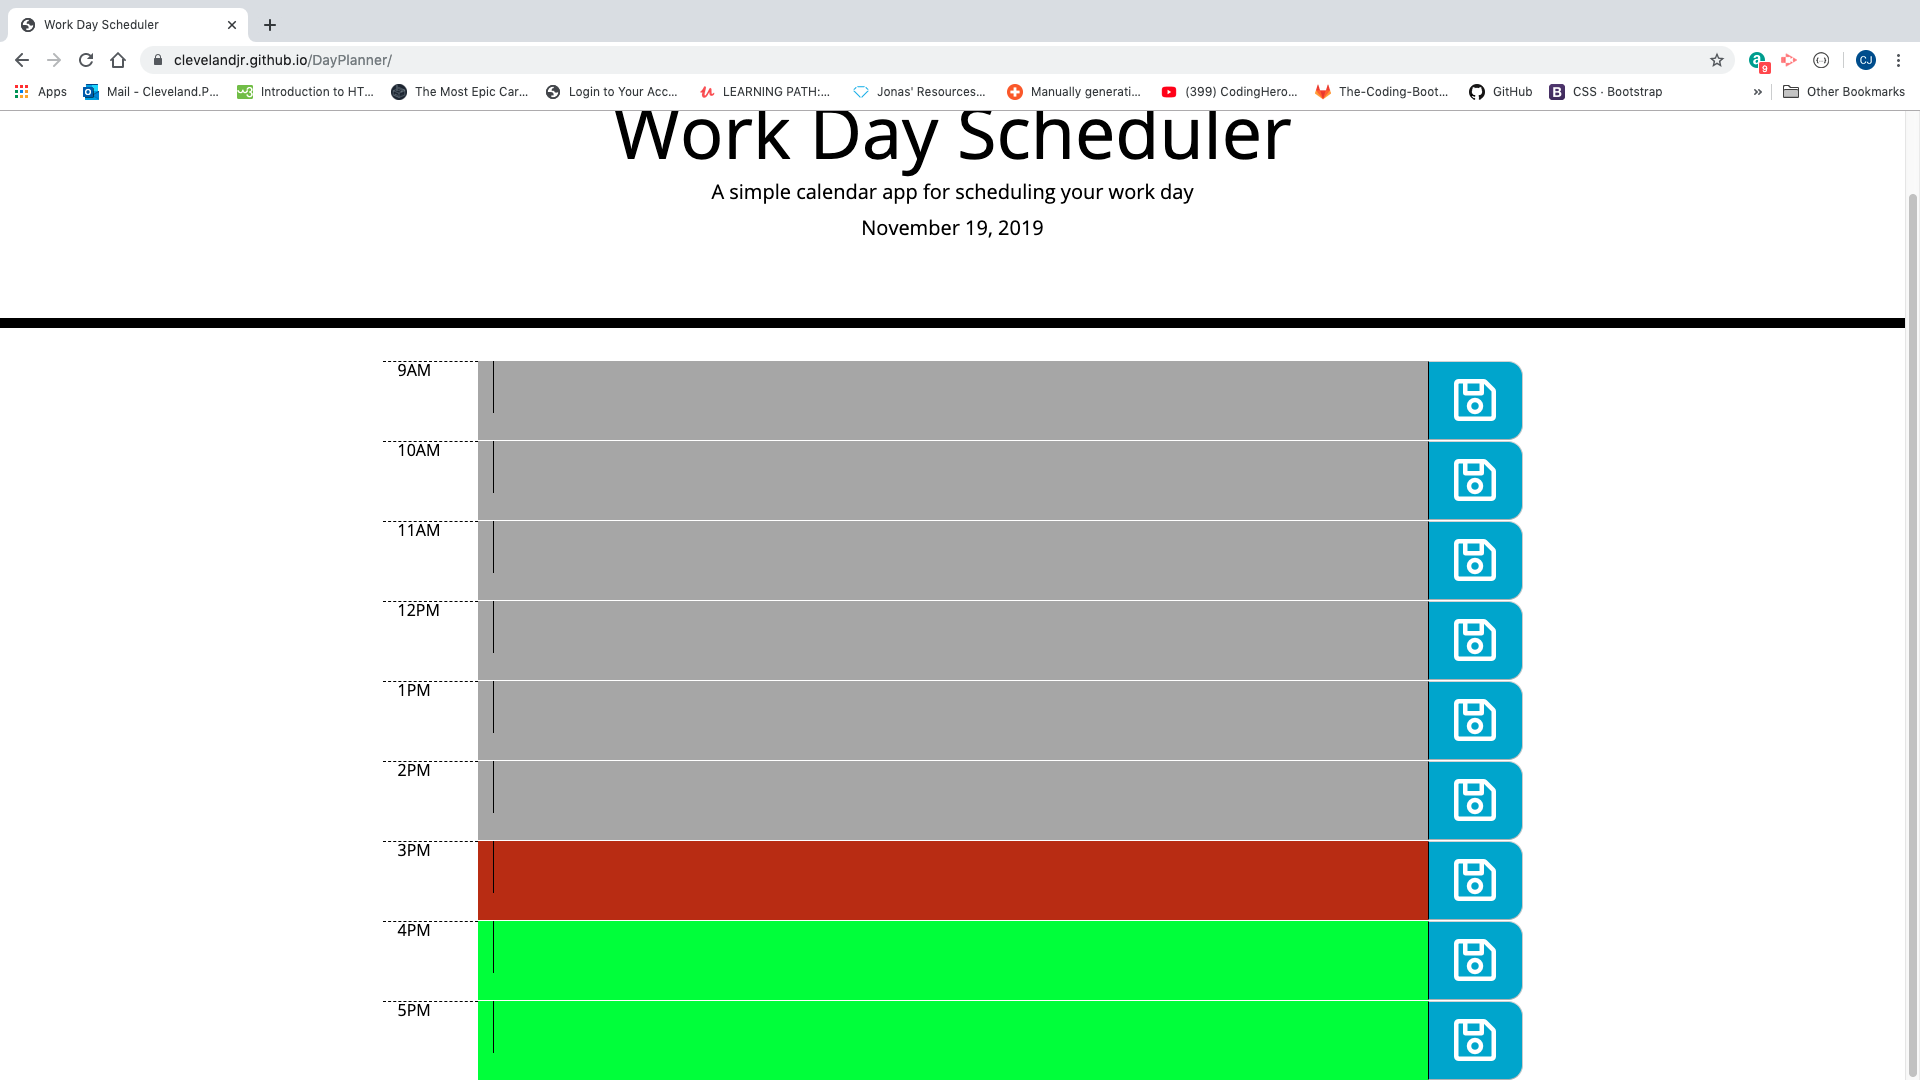 Work Day Scheduler
clevelandjr.github.io/DayPlanner/
9
CJ
Apps
Mail - Cleveland.P...
Introduction to HT...
The Most Epic Car...
Login to Your Acc...
LEARNING PATH:...
Jonas' Resources...
Manually generati...
(399) CodingHero...
The-Coding-Boot...
GitHub
CSS · Bootstrap
»
Other Bookmarks
Work Day Scheduler
A simple calendar app for scheduling your work day
November 19, 2019
9AM
10AM
11AM
12PM
1PM
2PM
3PM
4PM
5PM